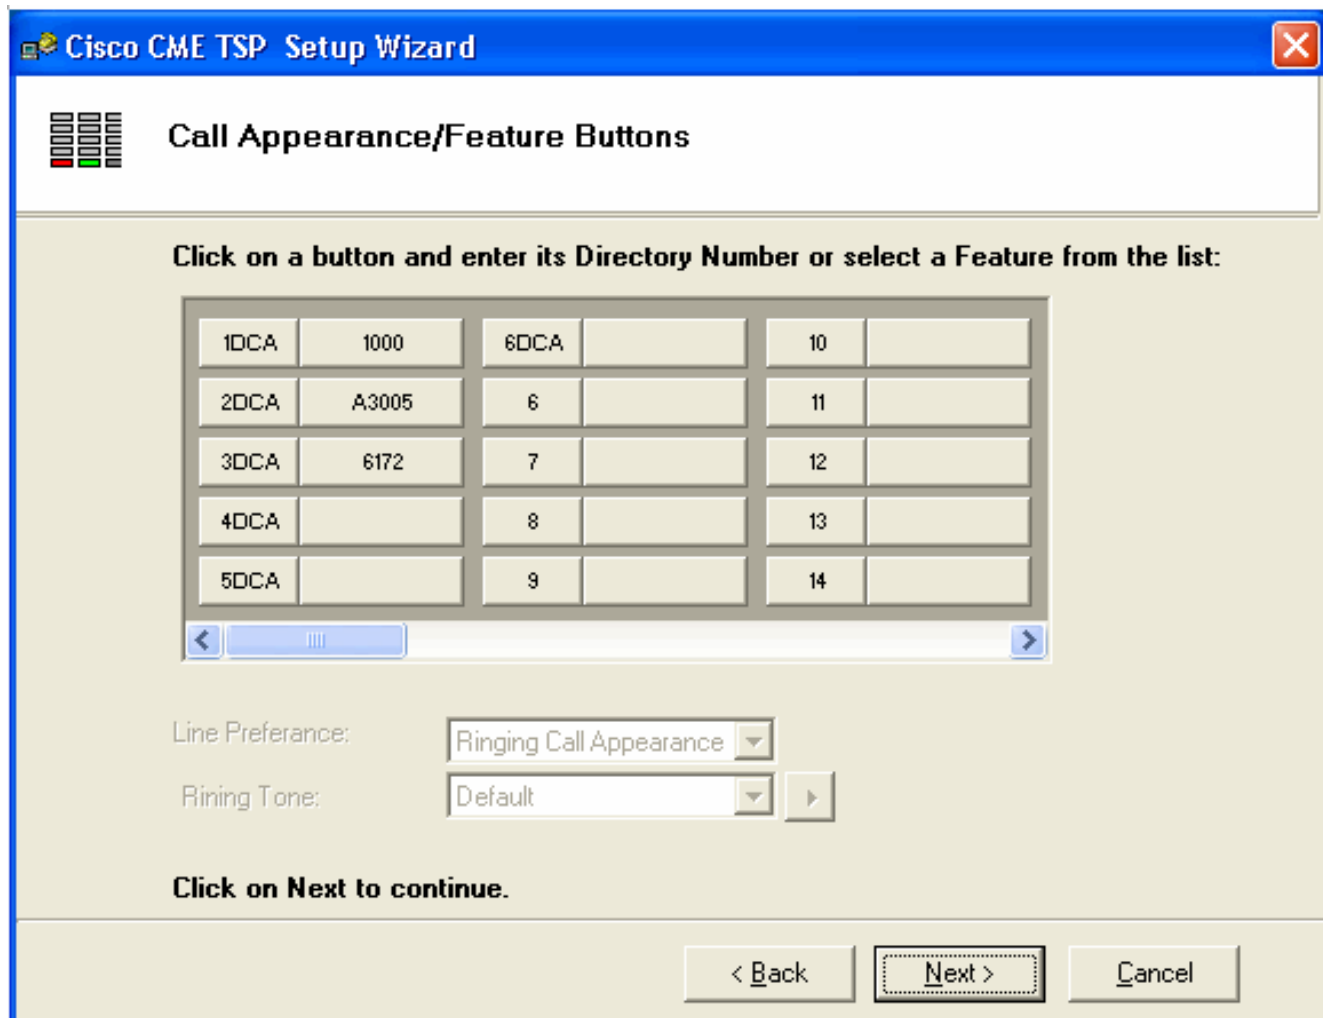 Cisco CME TSP  Setup Wizard
Call Appearance/Feature Buttons
Click on a button and enter its Directory Number or select a Feature from the list:
1DCA 1000 6DCA 10
2DCA A3005 6 11
3DCA 6172 7 12
4DCA 8 13
5DCA 9 14
Line Preferance: Ringing Call Appearance
Rining Tone: Default
Click on Next to continue.
< Back Next > Cancel